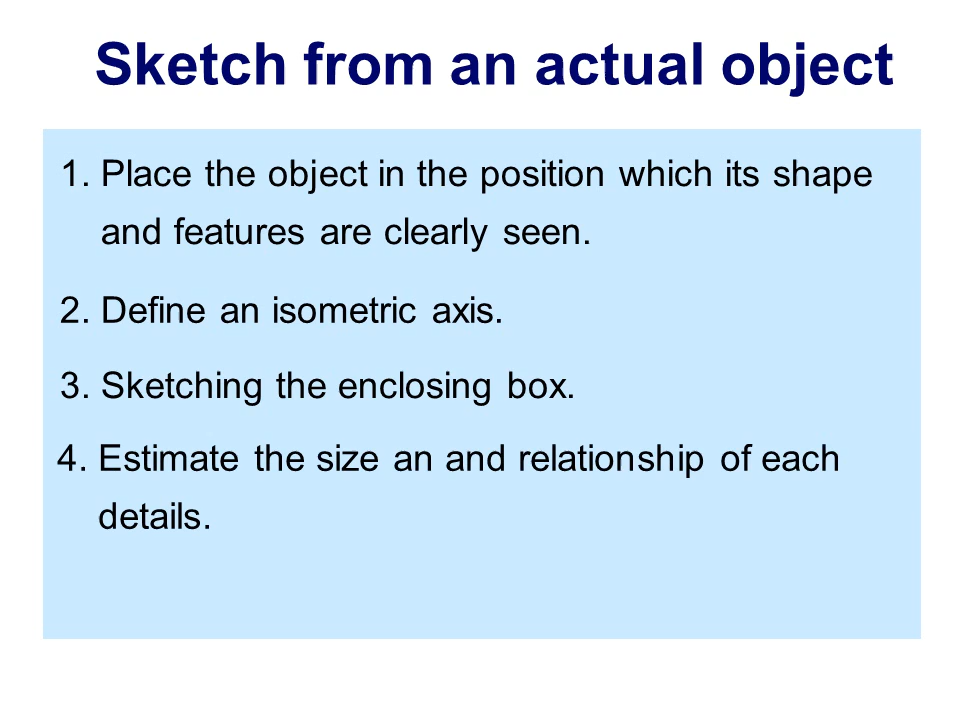 Sketch from an actual object
1. Place the object in the position which its shape
and features are clearly seen.
2. Define an isometric axis.
3. Sketching the enclosing box.
4. Estimate the size an and relationship of each
details.